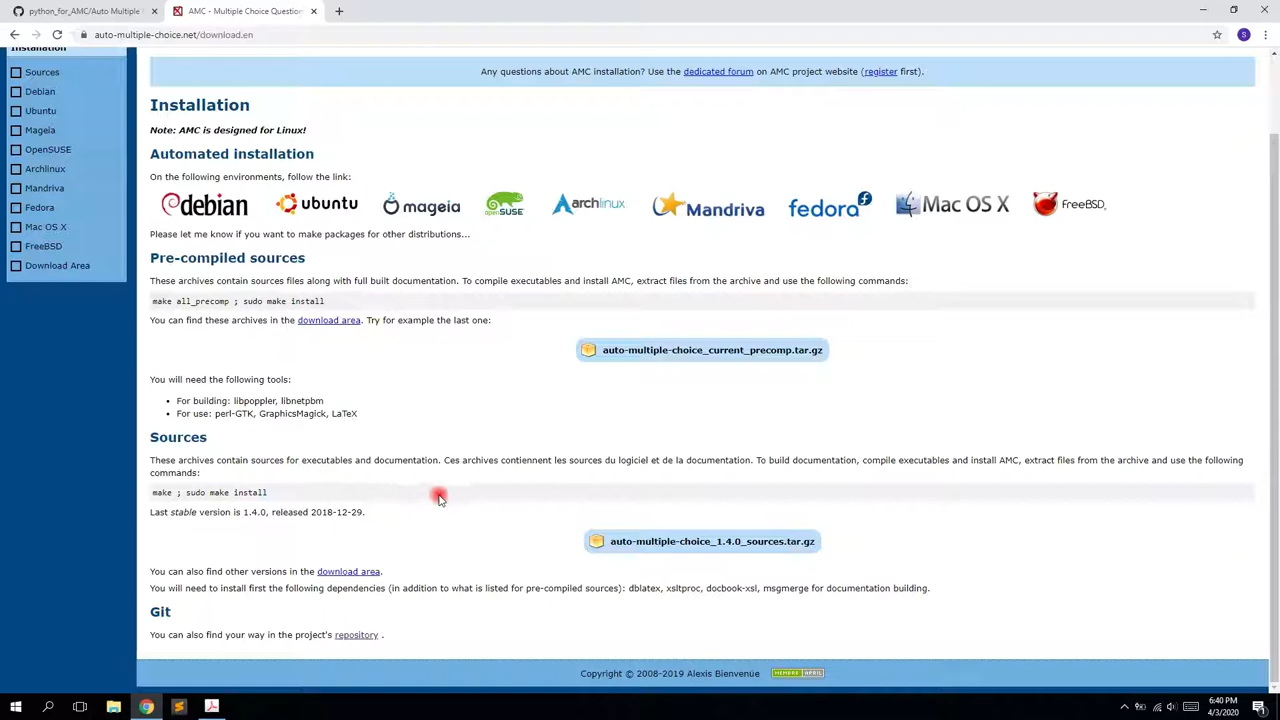 python_for_AMC/Auto Multiple
AMC - Multiple Choice Question
auto-multiple-choice.net/download.en
S
Installation
Sources
Debian
Ubuntu
Mageia
OpenSUSE
Archlinux
Mandriva
Fedora
Mac OS X
FreeBSD
Download Area
Any questions about AMC installation? Use the dedicated forum on AMC project website (register first).
Installation
Note: AMC is designed for Linux!
Automated installation
On the following environments, follow the link:
debian ubuntu mageia openSUSE archlinux Mandriva fedora Mac OS X FreeBSD
Please let me know if you want to make packages for other distributions...
Pre-compiled sources
These archives contain sources files along with full built documentation. To compile executables and install AMC, extract files from the archive and use the following commands:
make all_precomp ; sudo make install
You can find these archives in the download area. Try for example the last one:
auto-multiple-choice_current_precomp.tar.gz
You will need the following tools:
• For building: libpoppler, libnetpbm
• For use: perl-GTK, GraphicsMagick, LaTeX
Sources
These archives contain sources for executables and documentation. Ces archives contiennent les sources du logiciel et de la documentation. To build documentation, compile executables and install AMC, extract files from the archive and use the following
commands:
make ; sudo make install
Last stable version is 1.4.0, released 2018-12-29.
auto-multiple-choice_1.4.0_sources.tar.gz
You can also find other versions in the download area.
You will need to install first the following dependencies (in addition to what is listed for pre-compiled sources): dblatex, xsltproc, docbook-xsl, msgmerge for documentation building.
Git
You can also find your way in the project's repository .
Copyright © 2008-2019 Alexis Bienvenüe MEMBRE APRIL
6:40 PM
4/3/2020